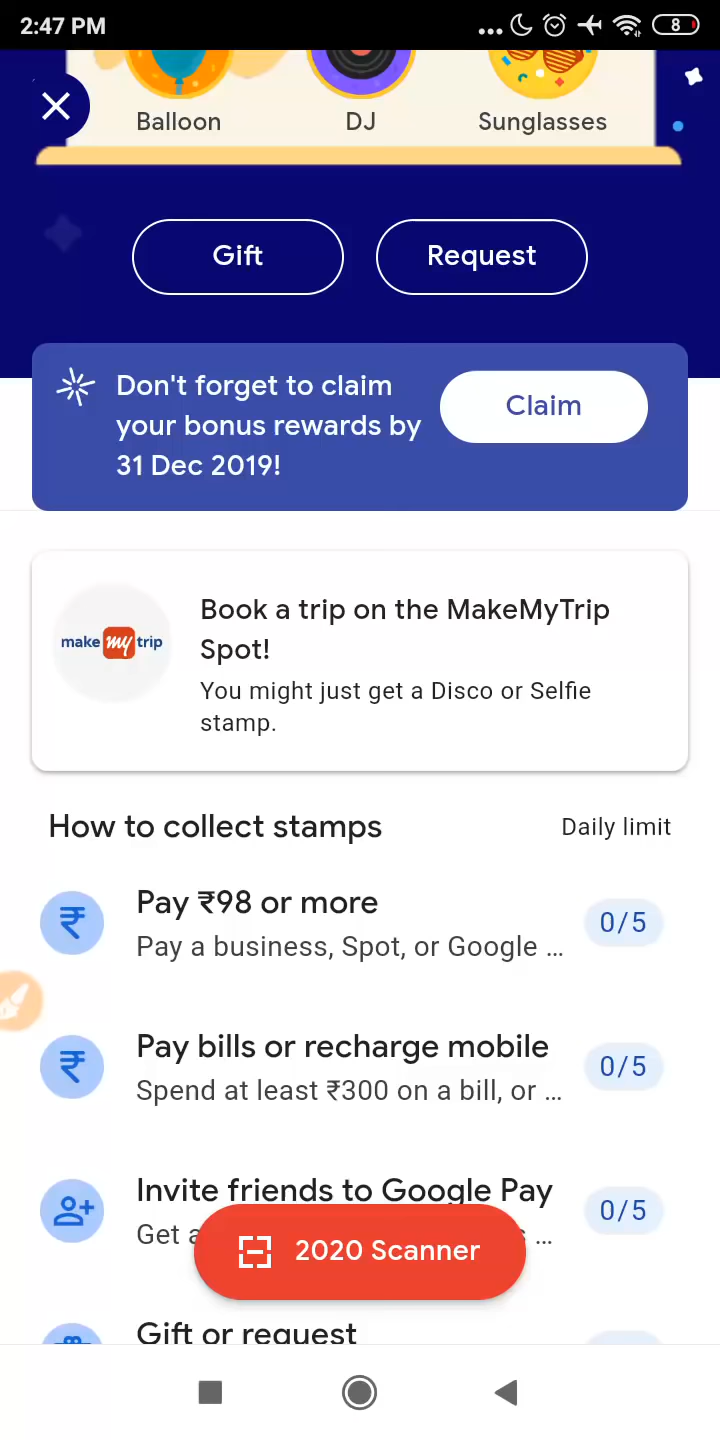 2:47 PM
8
Balloon
DJ
Sunglasses
Gift
Request
Don't forget to claim
your bonus rewards by
31 Dec 2019!
Claim
make my trip
Book a trip on the MakeMyTrip
Spot!
You might just get a Disco or Selfie
stamp.
How to collect stamps
Daily limit
Pay ₹98 or more
Pay a business, Spot, or Google ...
0/5
Pay bills or recharge mobile
Spend at least ₹300 on a bill, or ...
0/5
Invite friends to Google Pay
Get
...
0/5
2020 Scanner
Gift or request